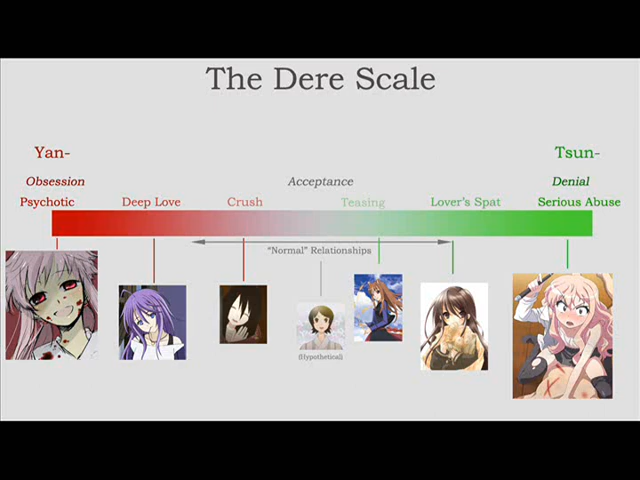 The Dere Scale
Yan-
Tsun-
Obsession
Acceptance
Denial
Psychotic
Deep Love
Crush
Teasing
Lover's Spat
Serious Abuse
"Normal" Relationships
(Hypothetical)